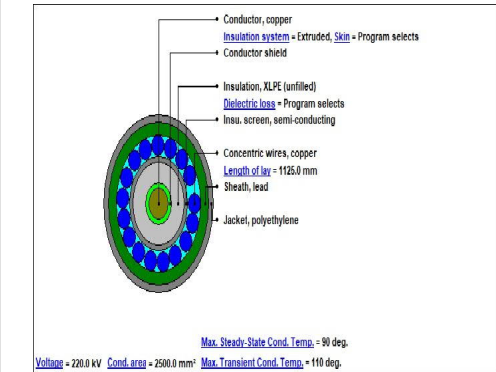 Conductor, copper
Insulation system = Extruded, Skin = Program selects
Conductor shield
Insulation, XLPE (unfilled)
Dielectric loss = Program selects
Insu. screen, semi-conducting
Concentric wires, copper
Length of lay = 1125.0 mm
Sheath, lead
Jacket, polyethylene
Max. Steady-State Cond. Temp. = 90 deg.
Voltage = 220.0 kV Cond. area = 2500.0 mm² Max. Transient Cond. Temp. = 110 deg.